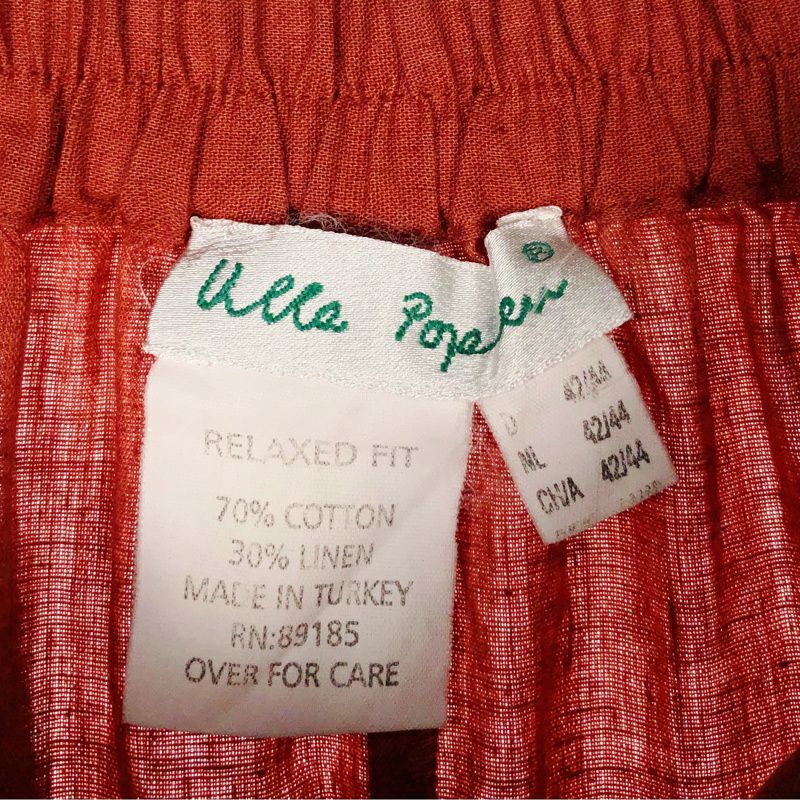 Ulla Popken ®
RELAXED FIT
70% COTTON
30% LINEN
MADE IN TURKEY
RN:89185
OVER FOR CARE
D 42/44
NL 42/44
CH/A 42/44